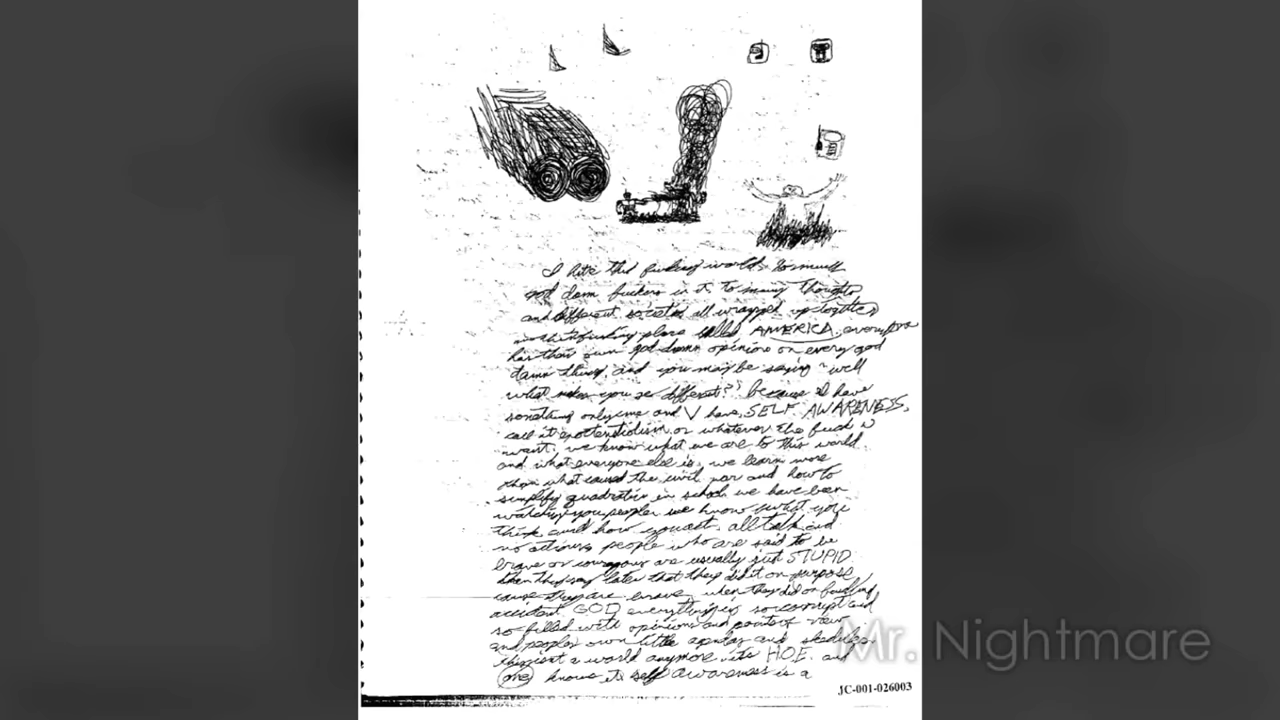 I hate this fucking world, to much
god damn fuckers in it. to many thoughts
and different societies all wrapped up together
in this fucking place called AMERICA. everyone
has their own god damn opinions on every god
damn thing, and you may be saying "well
what makes you so different?" because I have
something only me and V have, SELF AWARENESS.
call it or whatever the fuck u
want. we know what we are to this world
and what everyone else is. we learn more
than what caused the civil war and how to
simplify quadratics in school. we have been
watching you people. we know what you
think and how you act. all talk and
no actions. people who are said to be
brave or courageous are usually just STUPID
then they say later that they did it on purpose
cause they are brave, when they did on fucking
accident. GOD everything is so corrupt and
so filled with opinions and points of view
and people's own little agendas and schedules
this isnt a world anymore. its H.O.E. and
knows it. self awareness is a
JC-001-026003
Mr. Nightmare